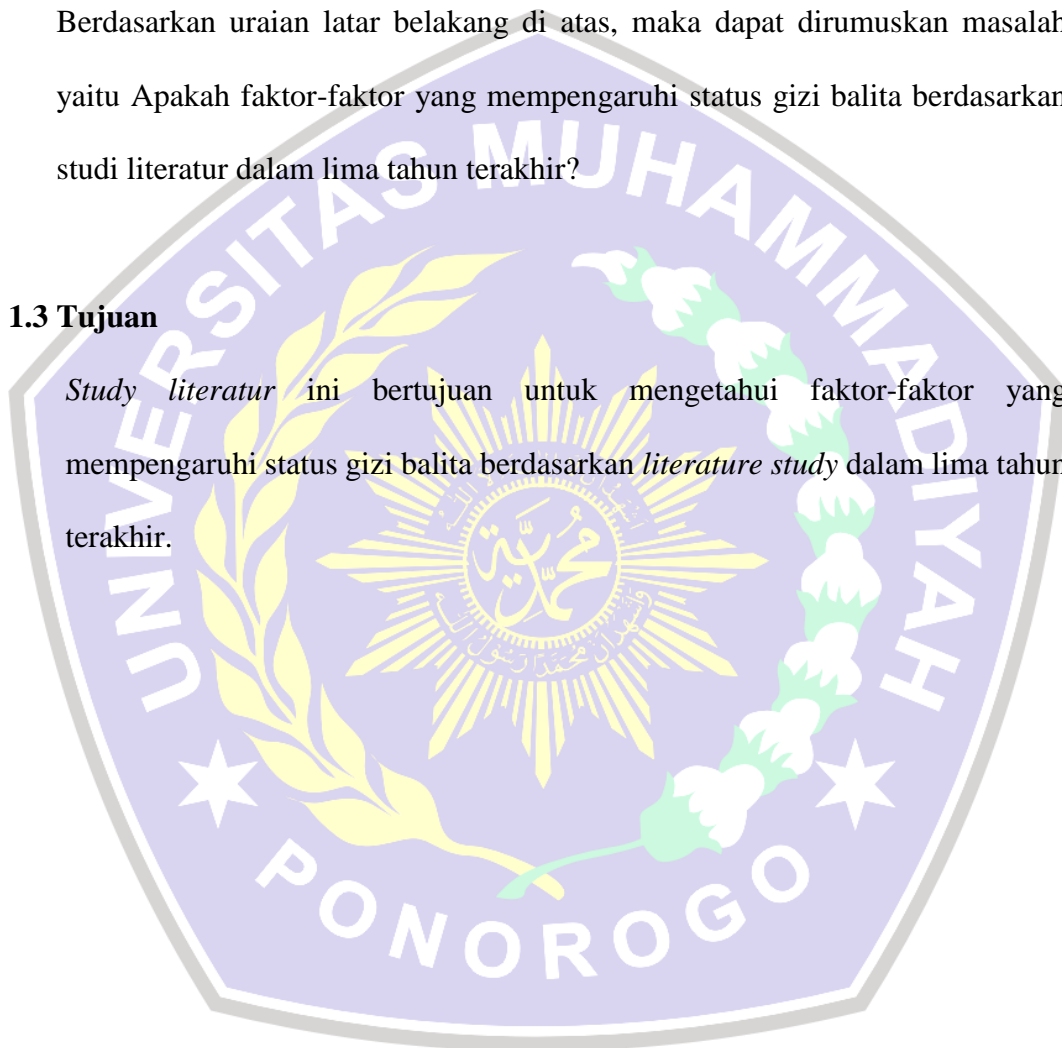 Berdasarkan uraian latar belakang di atas, maka dapat dirumuskan masalah
yaitu Apakah faktor-faktor yang mempengaruhi status gizi balita berdasarkan
studi literatur dalam lima tahun terakhir?
1.3 Tujuan
Study literatur ini bertujuan untuk mengetahui faktor-faktor yang
mempengaruhi status gizi balita berdasarkan literature study dalam lima tahun
terakhir.
UNIVERSITAS MUHAMMADIYAH
محمدية
PONOROGO